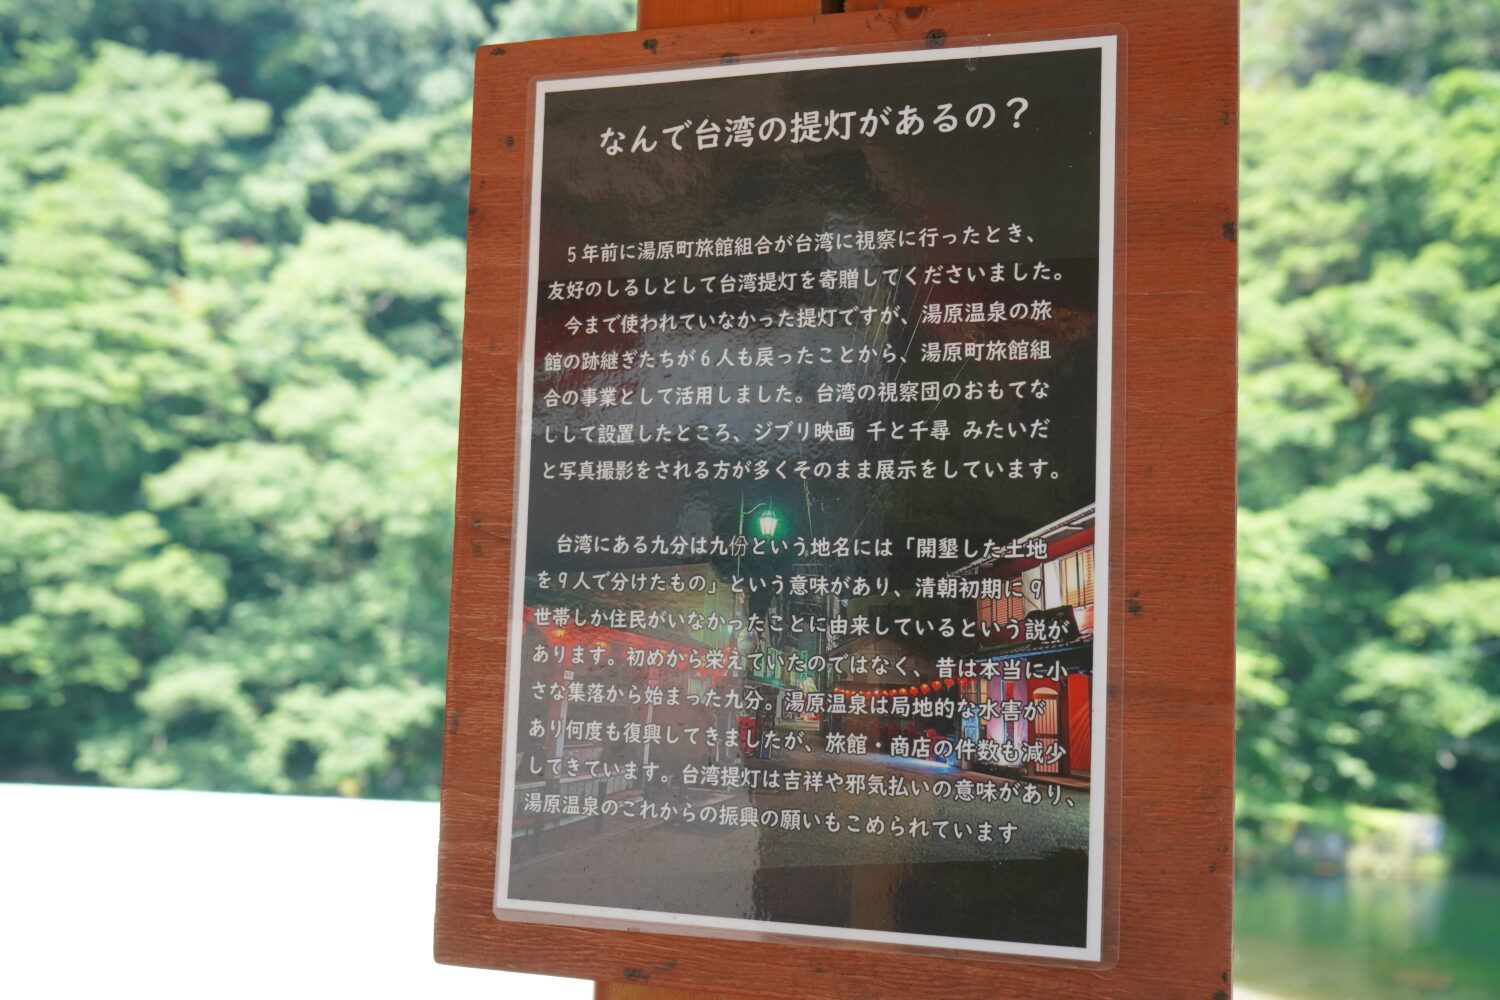 なんで台湾の提灯があるの？
５年前に湯原町旅館組合が台湾に視察に行ったとき、
友好のしるしとして台湾提灯を寄贈してくださいました。
今まで使われていなかった提灯ですが、湯原温泉の旅
館の跡継ぎたちが６人も戻ったことから、湯原町旅館組
合の事業として活用しました。台湾の視察団のおもてな
しして設置したところ、ジブリ映画 千と千尋 みたいだ
と写真撮影をされる方が多くそのまま展示をしています。
台湾にある九分は九份という地名には「開墾した土地
を９人で分けたもの」という意味があり、清朝初期に９
世帯しか住民がいなかったことに由来しているという説が
あります。初めから栄えていたのではなく、昔は本当に小
さな集落から始まった九分。湯原温泉は局地的な水害が
あり何度も復興してきましたが、旅館・商店の件数も減少
してきています。台湾提灯は吉祥や邪気払いの意味があり、
湯原温泉のこれからの振興の願いもこめられています